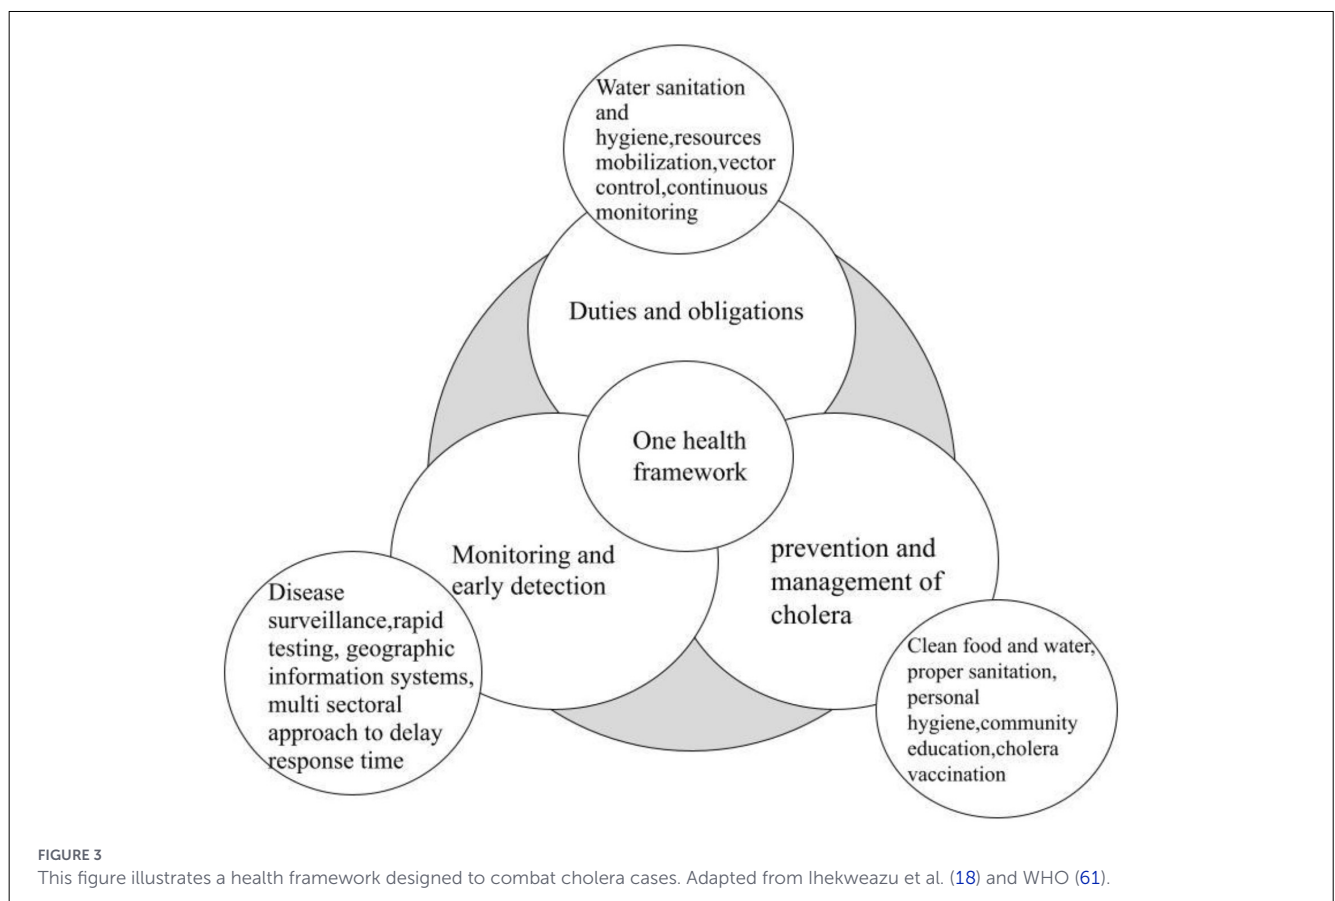 Water sanitation
and
hygiene,resources
mobilization,vector
control,continuous
monitoring
Duties and obligations
One health
framework
Monitoring and
early detection
prevention and
management of
cholera
Disease
surveillance,rapid
testing, geographic
information systems,
multi sectoral
approach to delay
response time
Clean food and water,
proper sanitation,
personal
hygiene,community
education,cholera
vaccination
FIGURE 3
This figure illustrates a health framework designed to combat cholera cases. Adapted from Ihekweazu et al. (18) and WHO (61).